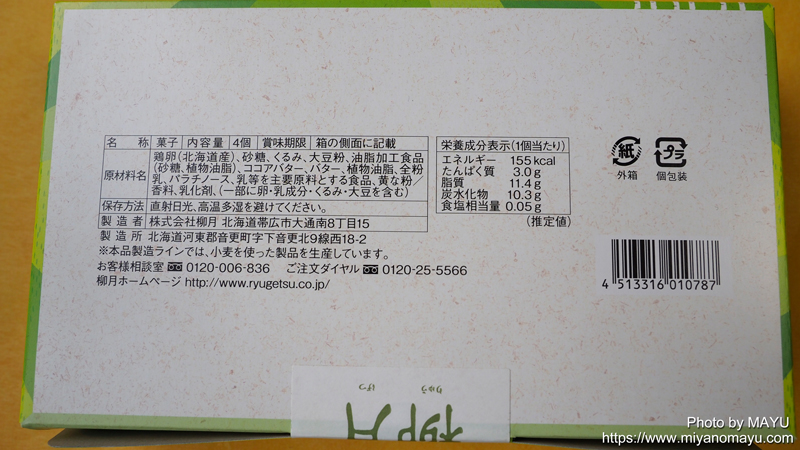 名 称 菓子 内容量 4個 賞味期限 箱の側面に記載
原材料名 鶏卵(北海道産)、砂糖、くるみ、大豆粉、油脂加工食品
(砂糖、植物油脂)、ココアバター、バター、植物油脂、全粉
乳、パラチノース、乳等を主要原料とする食品、黄な粉／
香料、乳化剤、(一部に卵・乳成分・くるみ・大豆を含む)
保存方法 直射日光、高温多湿を避けてください。
製造者 株式会社柳月 北海道帯広市大通南8丁目15
製造所 北海道河東郡音更町字下音更北9線西18-2
※本品製造ラインでは、小麦を使った製品を生産しています。
お客様相談室 0120-006-836 ご注文ダイヤル 0120-25-5566
柳月ホームページ http://www.ryugetsu.co.jp/
栄養成分表示(1個当たり)
エネルギー 155kcal
たんぱく質 3.0g
脂質 11.4g
炭水化物 10.3g
食塩相当量 0.05g
(推定値)
紙
外箱
プラ
個包装
4 513316 010787
りゅう げつ
柳月
Photo by MAYU
https://www.miyanomayu.com/